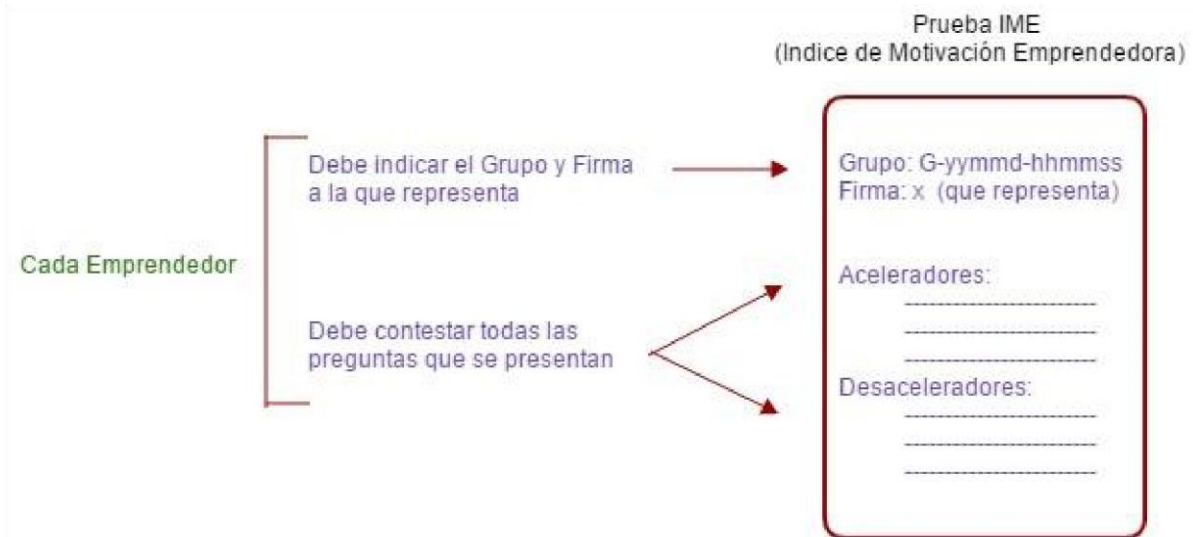 Prueba IME
(Indice de Motivación Emprendedora)
Debe indicar el Grupo y Firma
a la que representa
Grupo: G-yymmd-hhmmss
Firma: x (que representa)
Cada Emprendedor
Aceleradores:
Debe contestar todas las
preguntas que se presentan
Desaceleradores: